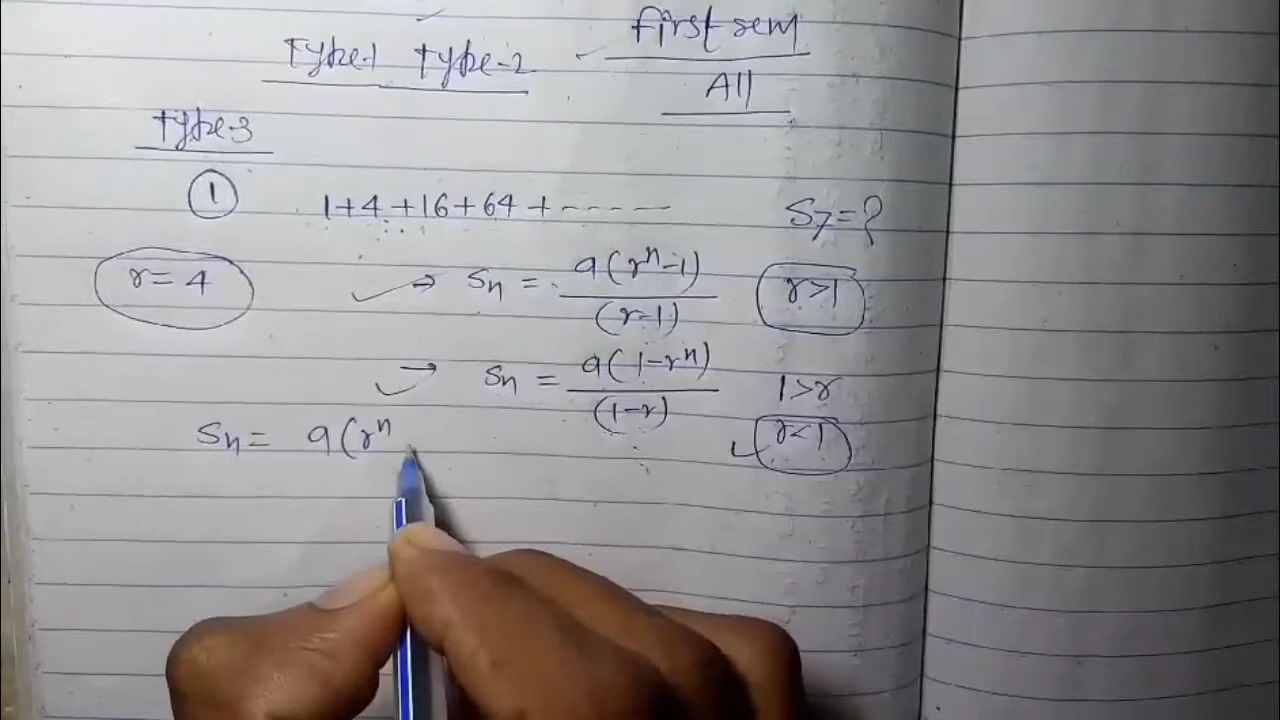 Type-1 Type-2 First sem
All
Type-3
① 1+4+16+64+------ S7=?
r=4 → Sn = a(r^n-1)/(r-1) r>1
→ Sn = a(1-r^n)/(1-r) 1>r
r<1
Sn= a(r^n